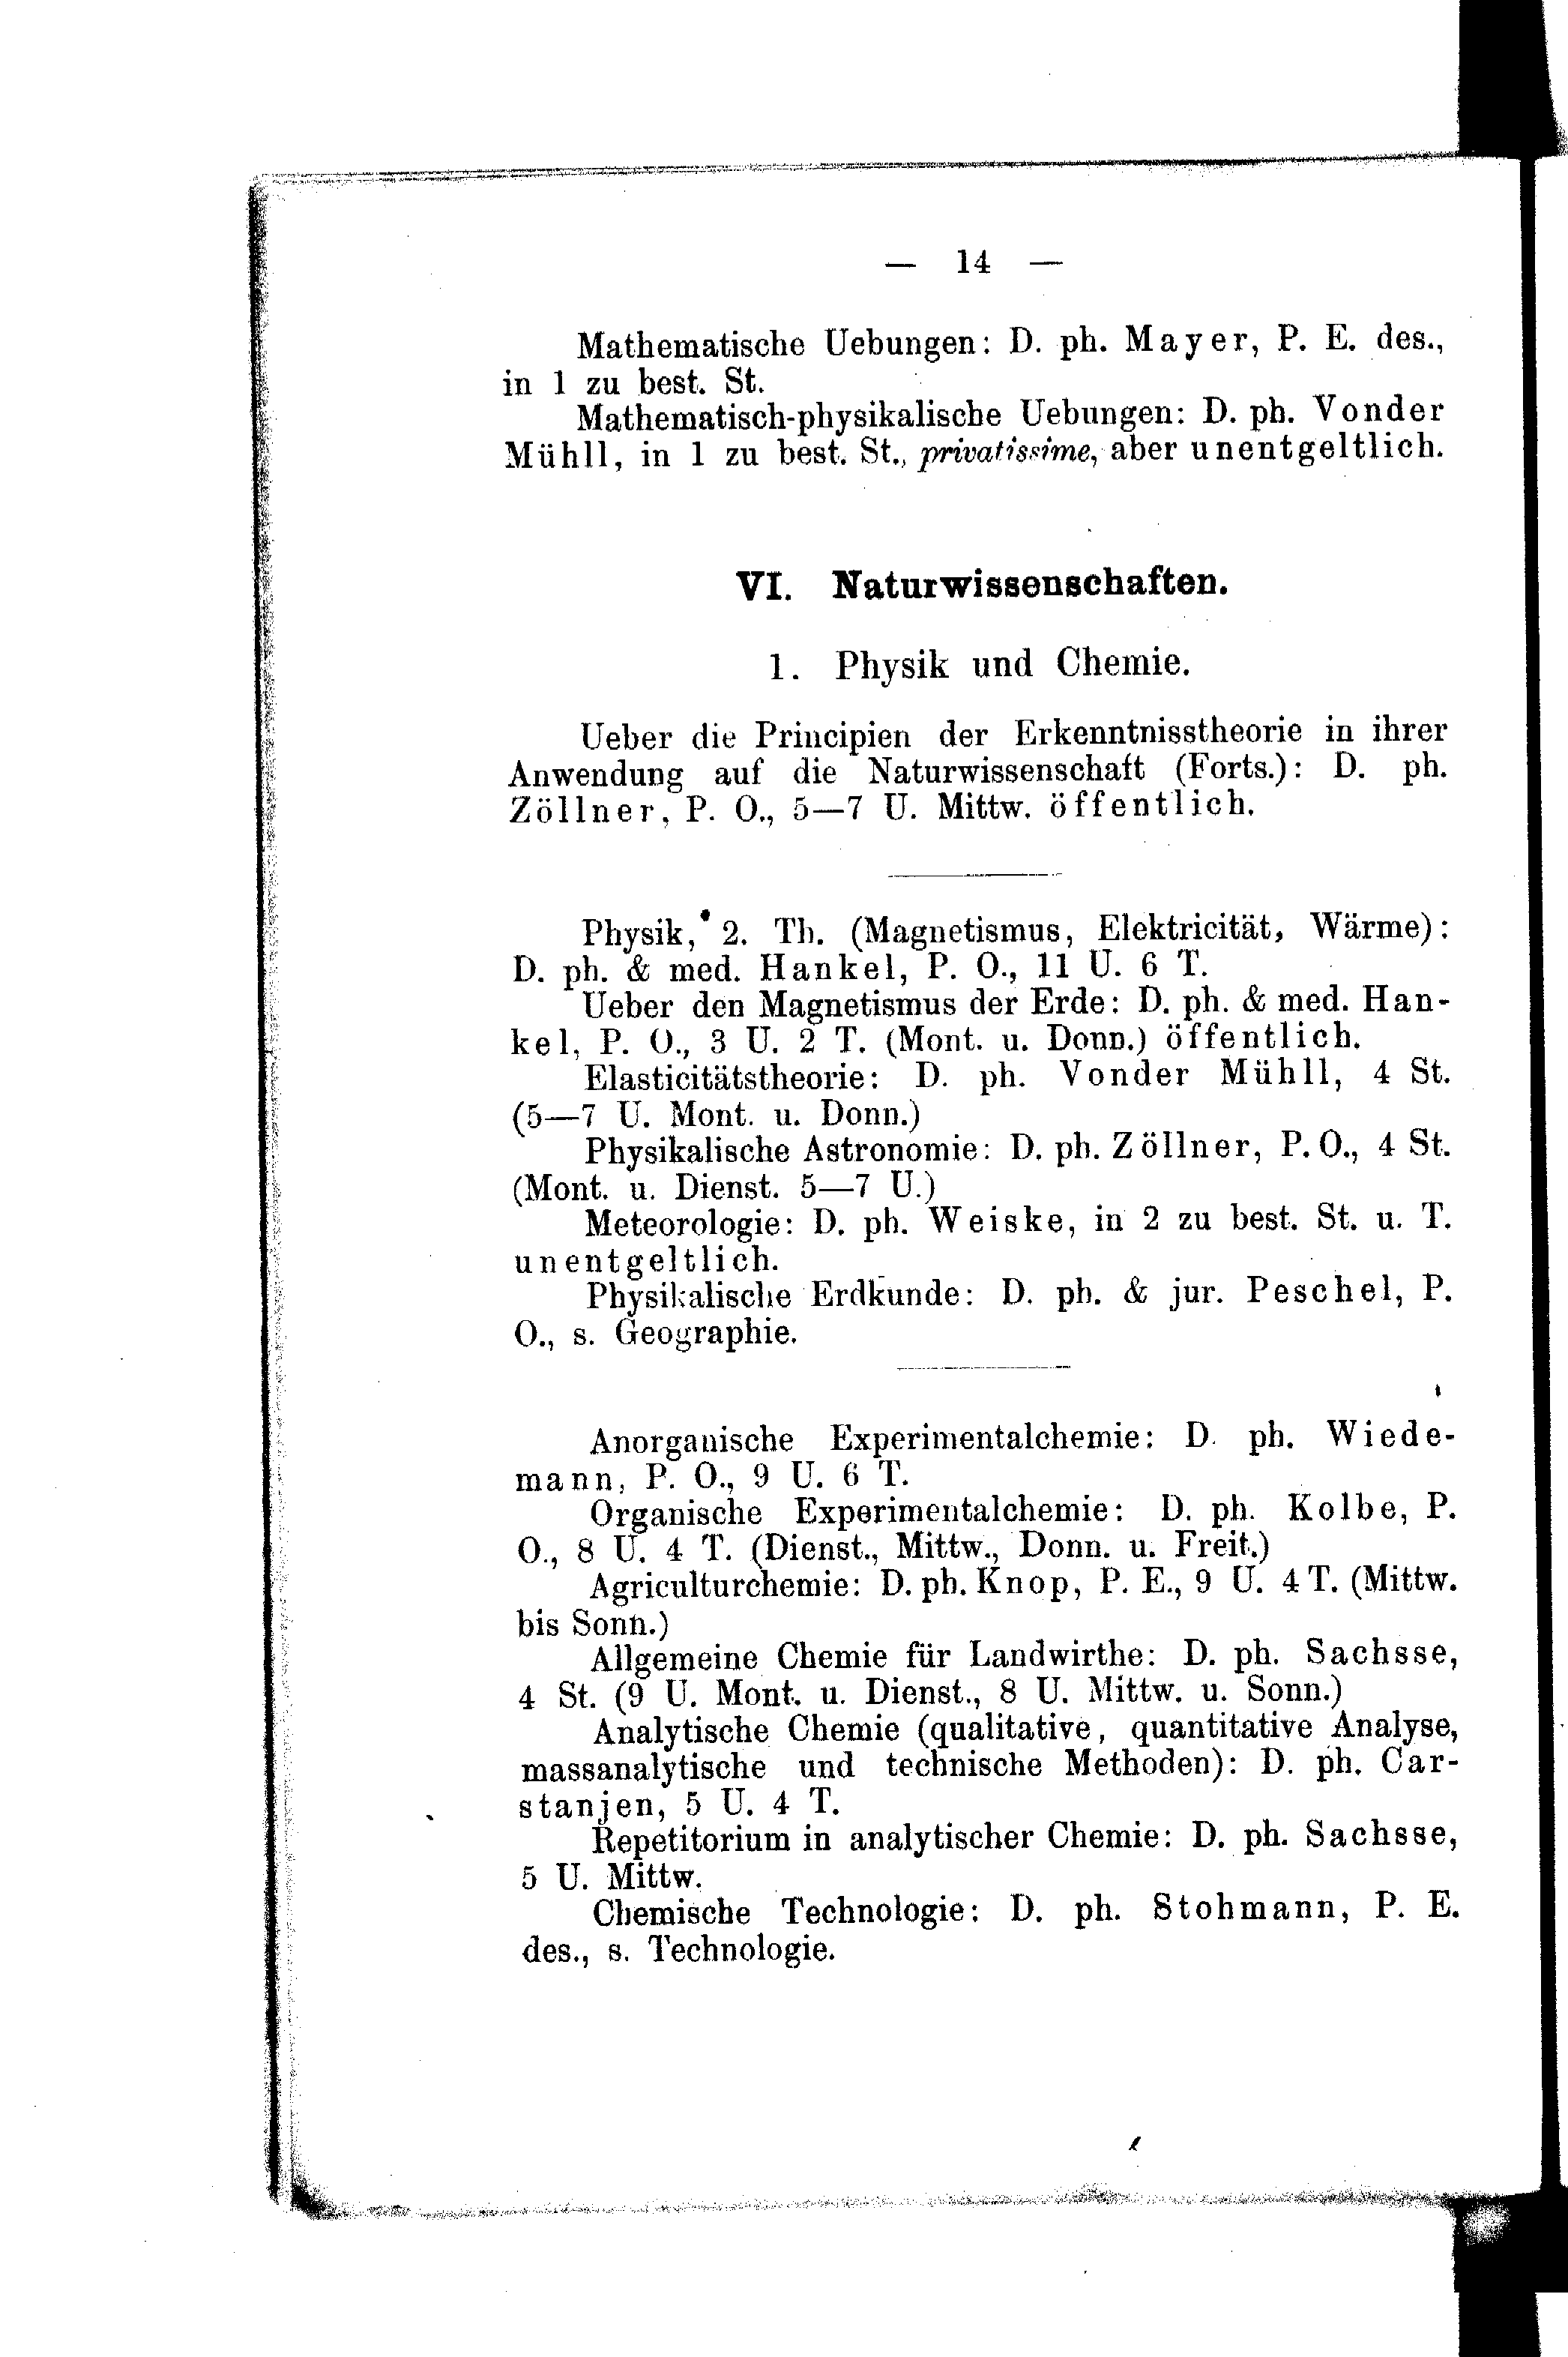 — 14 —
Mathematische Uebungen: D. ph. Mayer, P. E. des.,
in 1 zu best. St.
Mathematisch-physikalische Uebungen: D. ph. Vonder
Mühll, in 1 zu best. St., privatissime, aber unentgeltlich.
VI. Naturwissenschaften.
1. Physik und Chemie.
Ueber die Principien der Erkenntnisstheorie in ihrer
Anwendung auf die Naturwissenschaft (Forts.): D. ph.
Zöllner, P. O., 5—7 U. Mittw. öffentlich.
Physik, 2. Th. (Magnetismus, Elektricität, Wärme):
D. ph. & med. Hankel, P. O., 11 U. 6 T.
Ueber den Magnetismus der Erde: D. ph. & med. Han-
kel, P. O., 3 U. 2 T. (Mont. u. Donn.) öffentlich.
Elasticitätstheorie: D. ph. Vonder Mühll, 4 St.
(5—7 U. Mont. u. Donn.)
Physikalische Astronomie: D. ph. Zöllner, P. O., 4 St.
(Mont. u. Dienst. 5—7 U.)
Meteorologie: D. ph. Weiske, in 2 zu best. St. u. T.
unentgeltlich.
Physikalische Erdkunde: D. ph. & jur. Peschel, P.
O., s. Geographie.
Anorganische Experimentalchemie: D. ph. Wiede-
mann, P. O., 9 U. 6 T.
Organische Experimentalchemie: D. ph. Kolbe, P.
O., 8 U. 4 T. (Dienst., Mittw., Donn. u. Freit.)
Agriculturchemie: D. ph. Knop, P. E., 9 U. 4 T. (Mittw.
bis Sonn.)
Allgemeine Chemie für Landwirthe: D. ph. Sachsse,
4 St. (9 U. Mont. u. Dienst., 8 U. Mittw. u. Sonn.)
Analytische Chemie (qualitative, quantitative Analyse,
massanalytische und technische Methoden): D. ph. Car-
stanjen, 5 U. 4 T.
Repetitorium in analytischer Chemie: D. ph. Sachsse,
5 U. Mittw.
Chemische Technologie: D. ph. Stohmann, P. E.
des., s. Technologie.